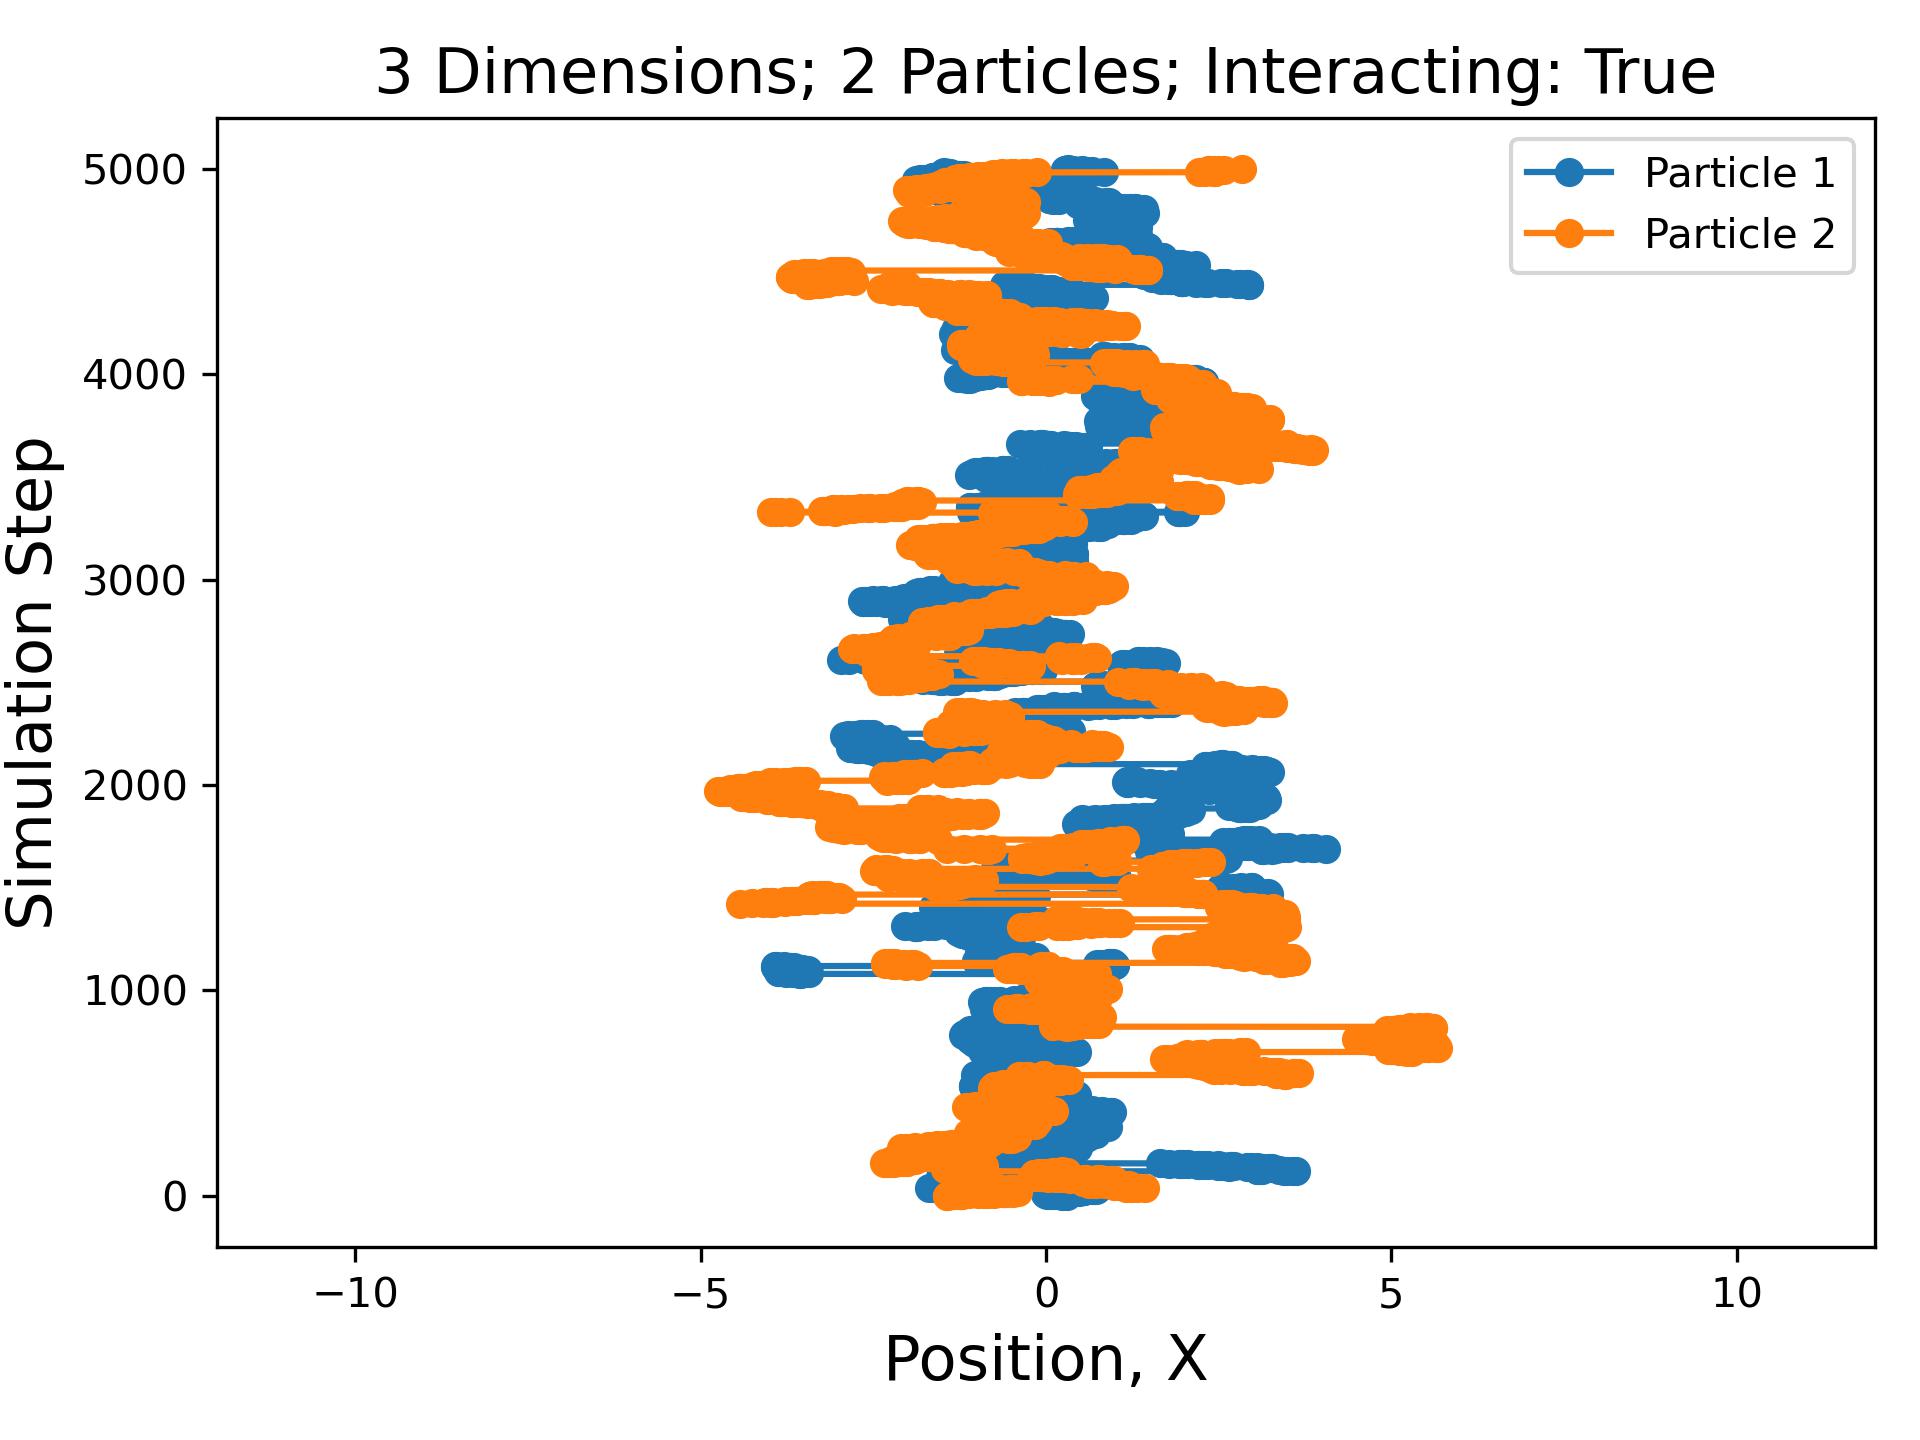 3 Dimensions; 2 Particles; Interacting: True
Particle 1
Particle 2
5000
4000
3000
2000
1000
0
Simulation Step
−10
−5
0
5
10
Position, X